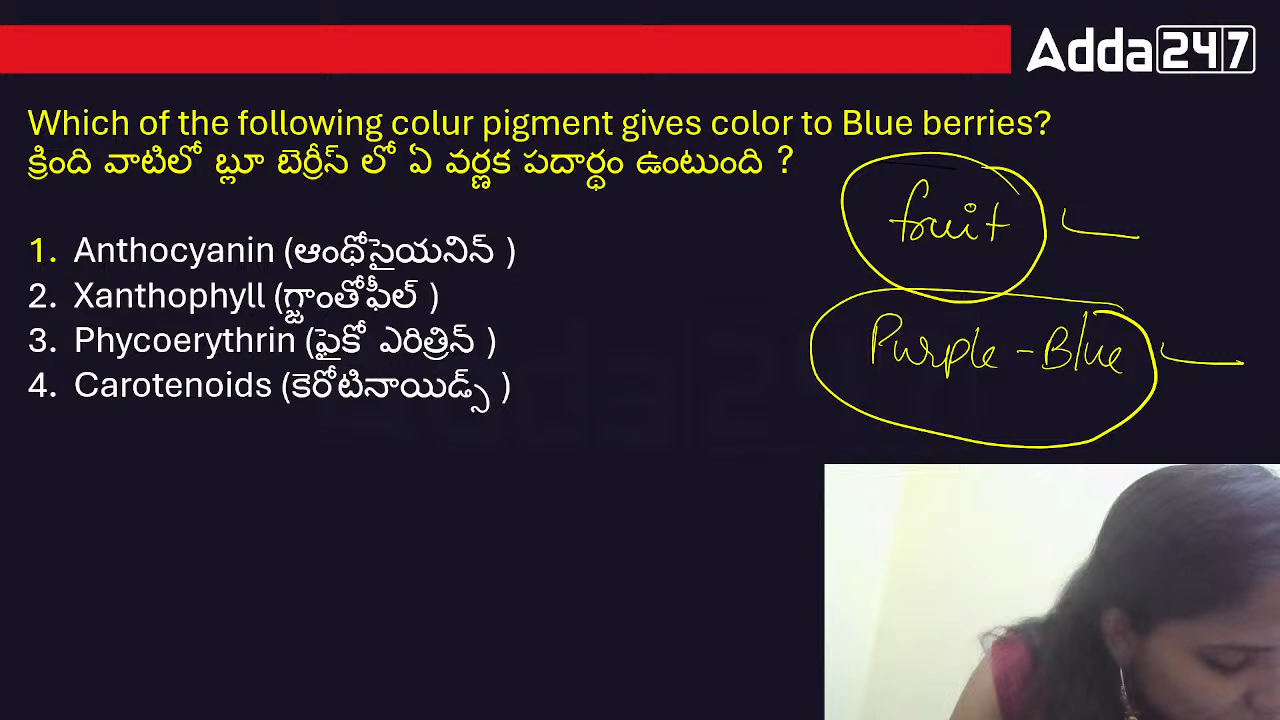 Adda247
Which of the following colur pigment gives color to Blue berries?
క్రింది వాటిలో బ్లూ బెర్రీస్ లో ఏ వర్ణక పదార్థం ఉంటుంది ?
fruit
1. Anthocyanin (ఆంథోసైయనిన్ )
2. Xanthophyll (గ్జాంతోఫీల్ )
Purple - Blue
3. Phycoerythrin (ఫైకో ఎరిత్రిన్ )
4. Carotenoids (కెరోటినాయిడ్స్ )